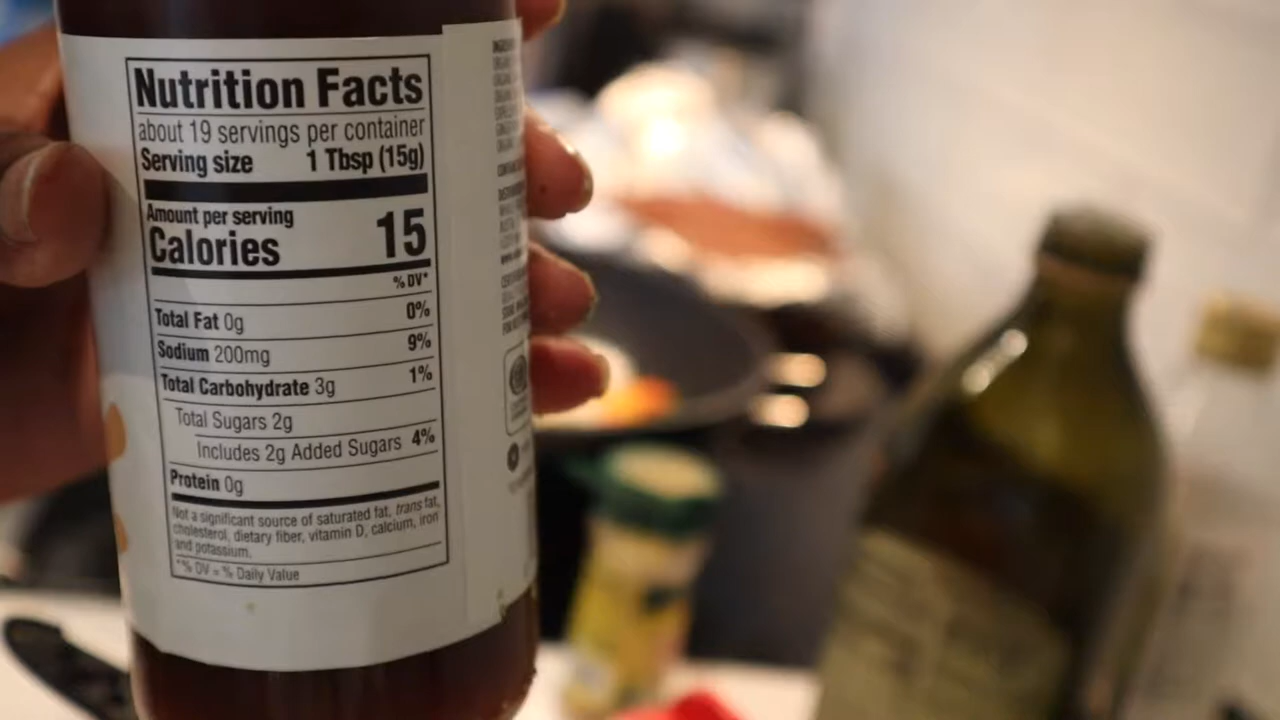 Nutrition Facts
about 19 servings per container
Serving size 1 Tbsp (15g)
Amount per serving
Calories 15
% DV*
Total Fat 0g 0%
Sodium 200mg 9%
Total Carbohydrate 3g 1%
Total Sugars 2g
Includes 2g Added Sugars 4%
Protein 0g
Not a significant source of saturated fat, trans fat,
cholesterol, dietary fiber, vitamin D, calcium, iron
and potassium.
*% DV = % Daily Value